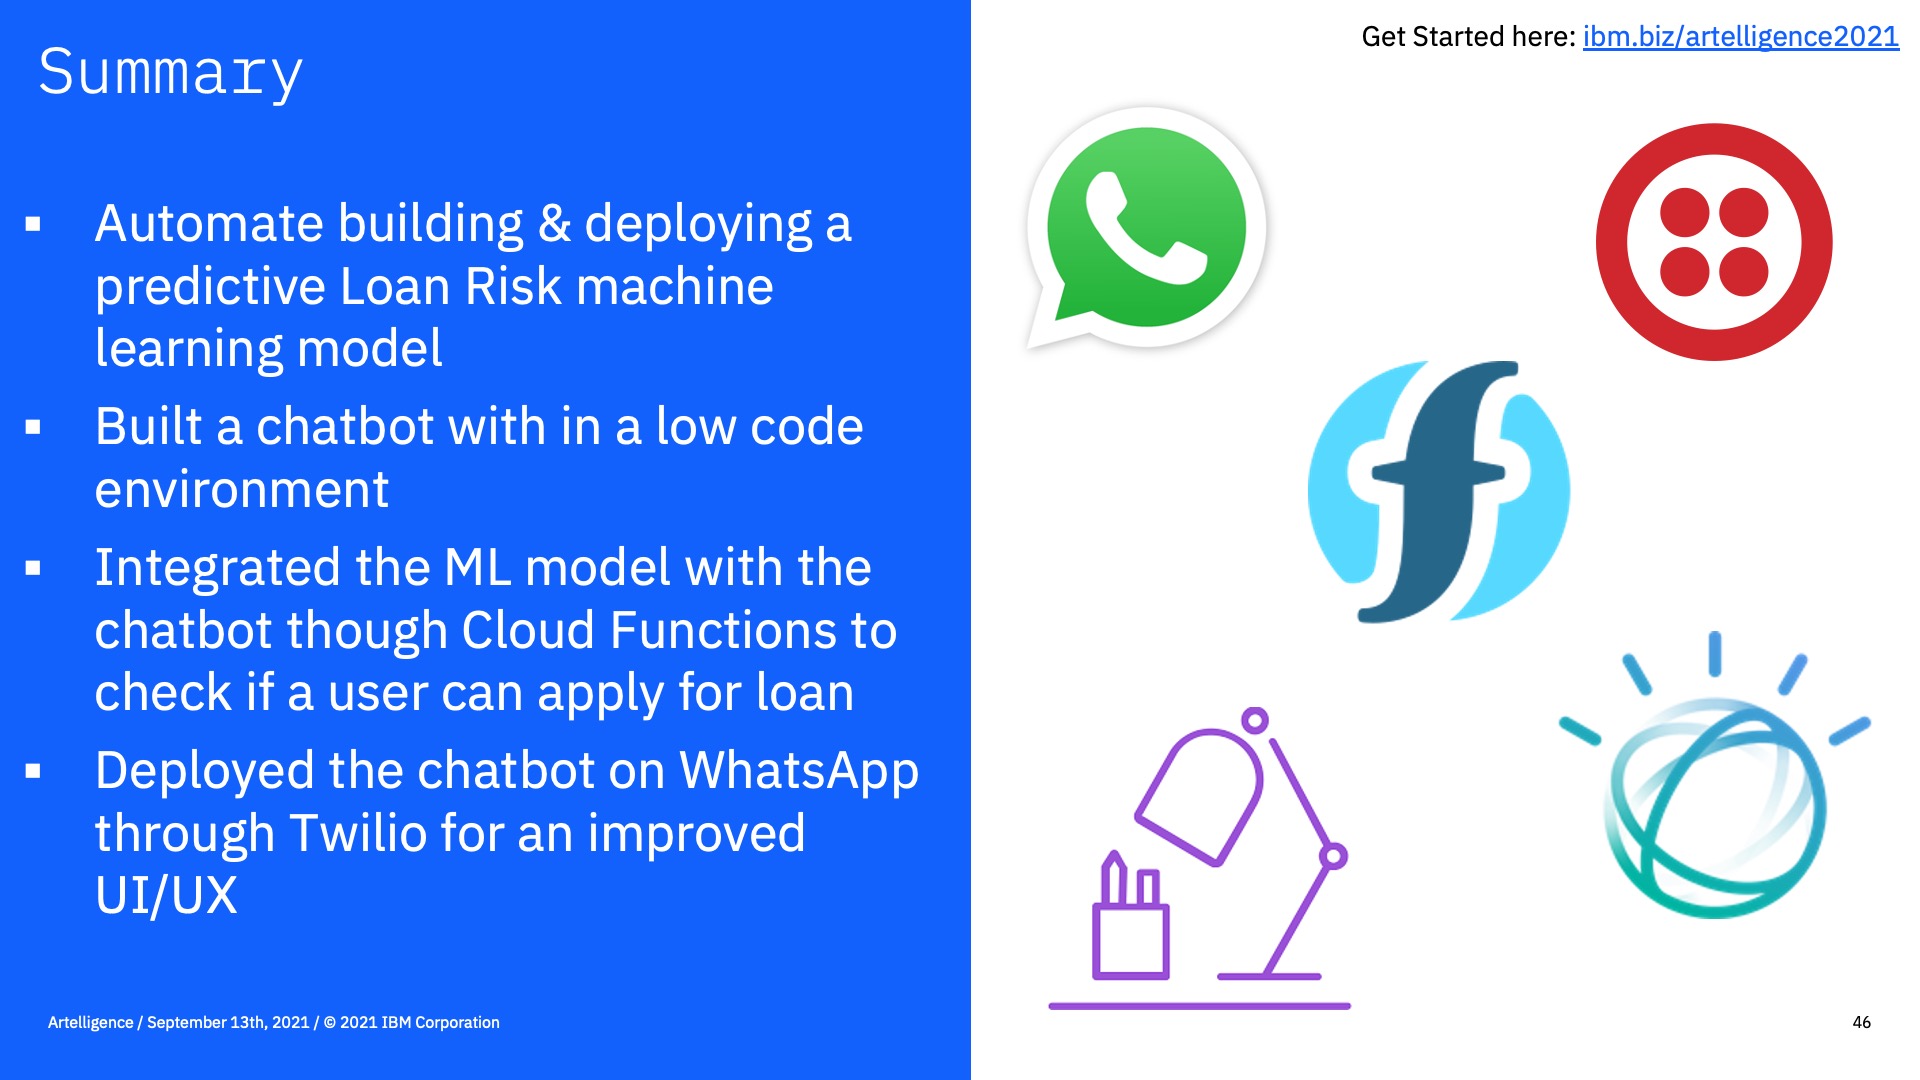 Get Started here: ibm.biz/artelligence2021
Summary
▪ Automate building & deploying a
predictive Loan Risk machine
learning model
▪ Built a chatbot with in a low code
environment
▪ Integrated the ML model with the
chatbot though Cloud Functions to
check if a user can apply for loan
▪ Deployed the chatbot on WhatsApp
through Twilio for an improved
UI/UX
Artelligence / September 13th, 2021 / © 2021 IBM Corporation
46